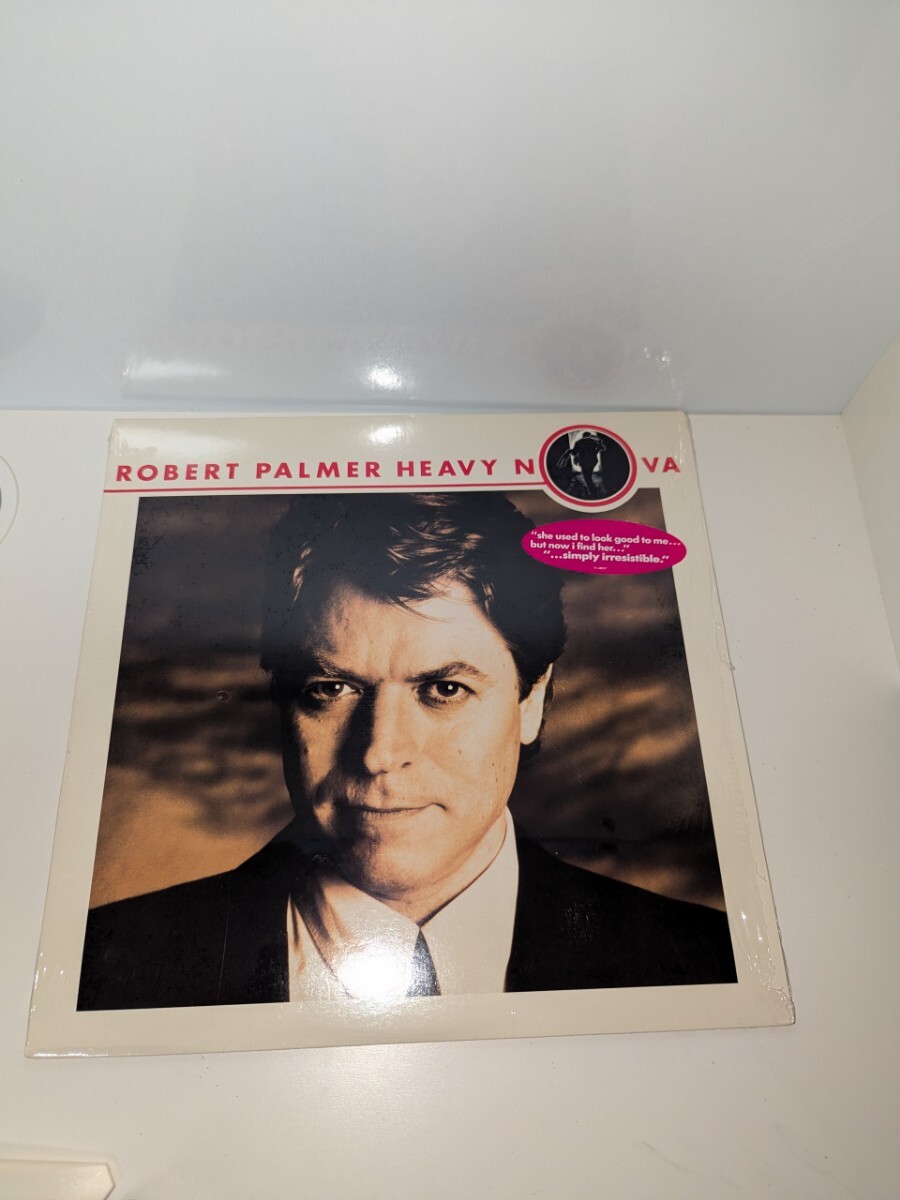 ROBERT PALMER HEAVY N VA
"she used to look good to me...
but now i find her..."
"...simply irresistible."